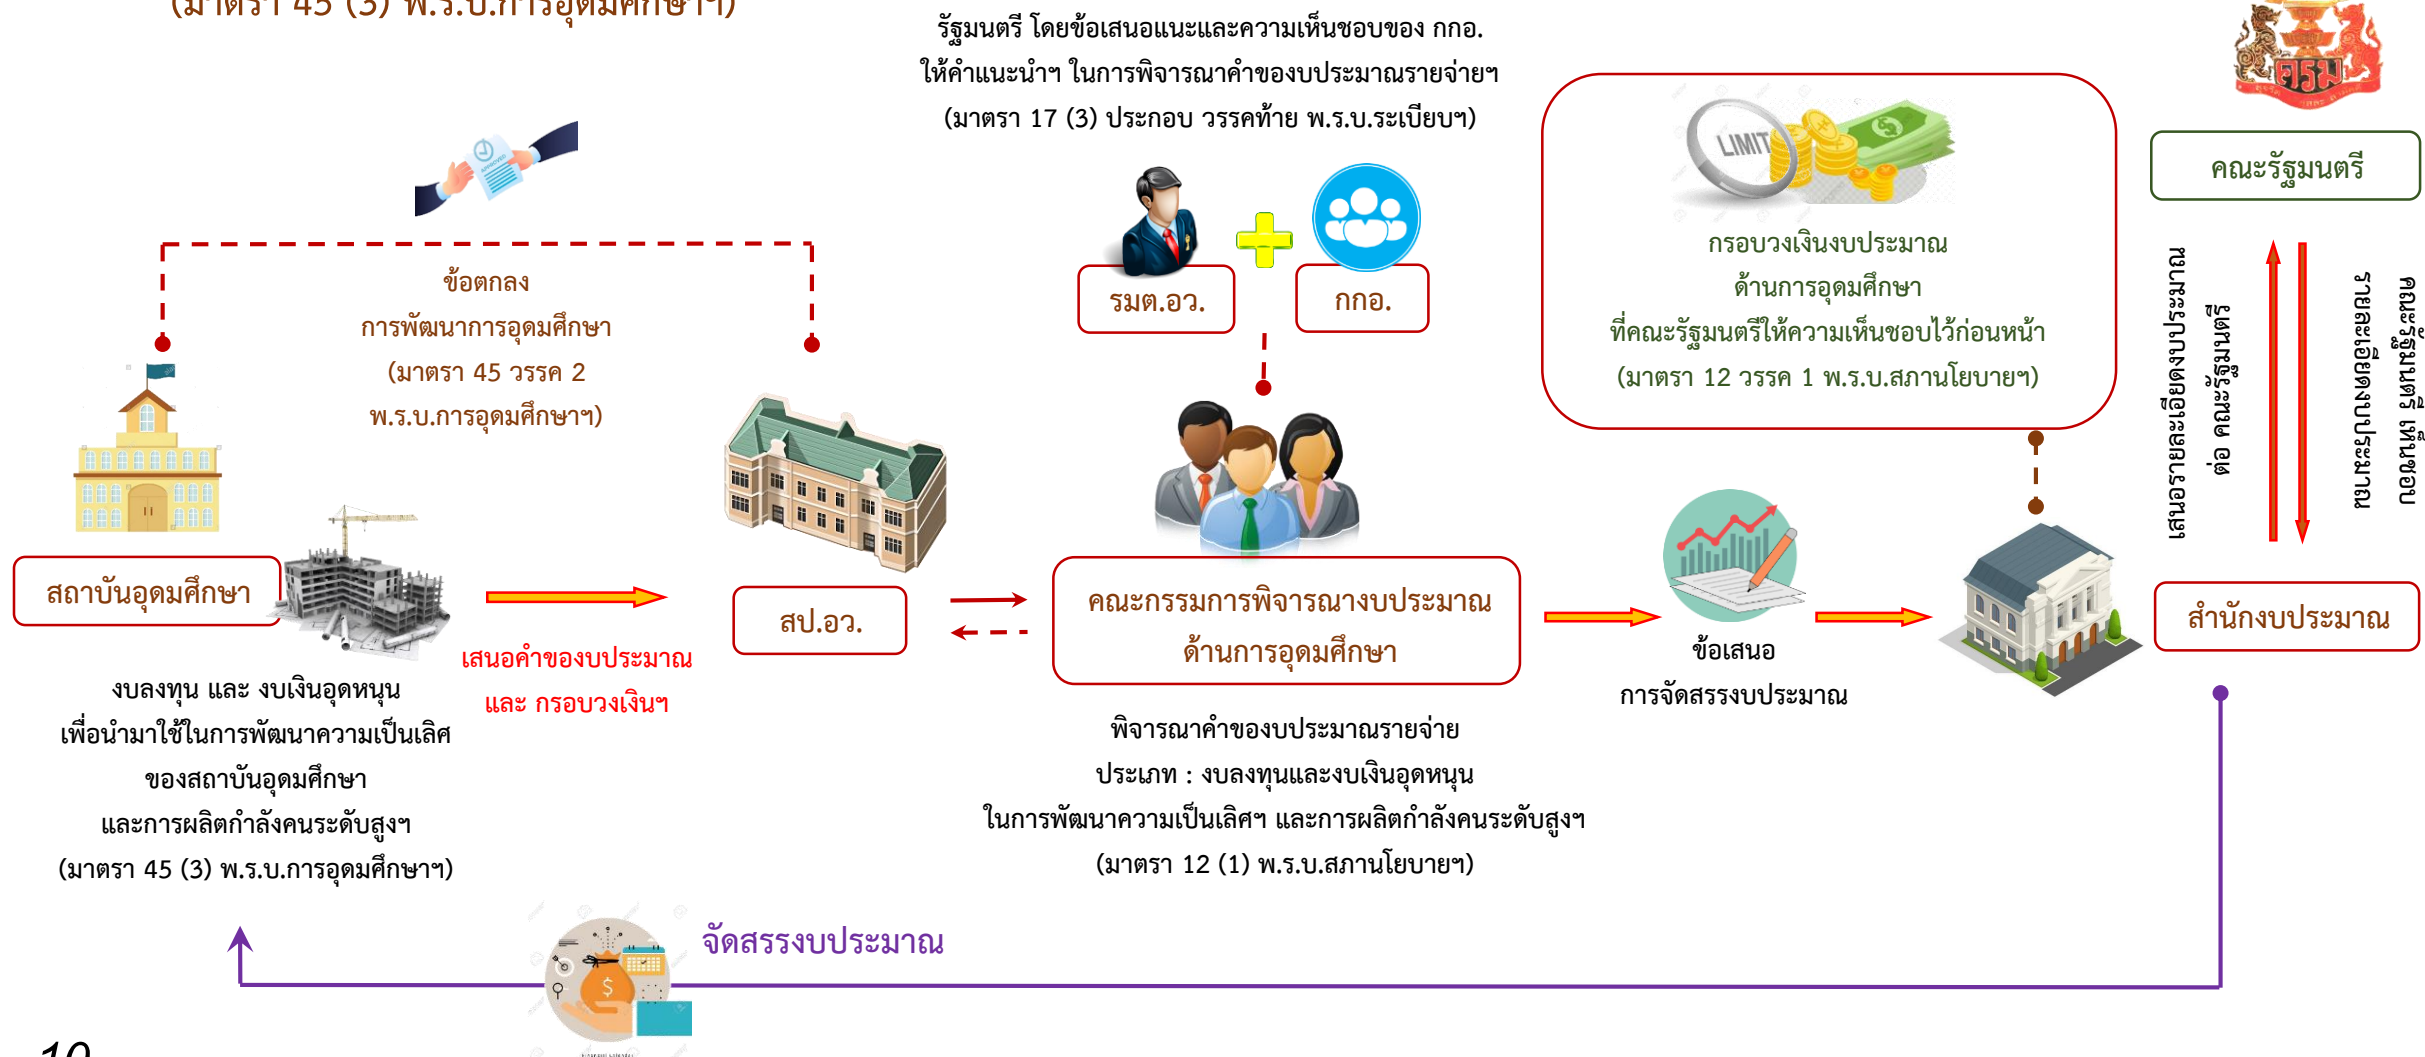 (มาตรา 45 (3) พ.ร.บ.การอุดมศึกษาฯ)
รัฐมนตรี โดยข้อเสนอแนะและความเห็นชอบของ กกอ.
ให้คำแนะนำฯ ในการพิจารณาคำของบประมาณรายจ่ายฯ
(มาตรา 17 (3) ประกอบ วรรคท้าย พ.ร.บ.ระเบียบฯ)
ครม
คณะรัฐมนตรี
APPROVED
LIMIT
กรอบวงเงินงบประมาณ
ด้านการอุดมศึกษา
ที่คณะรัฐมนตรีให้ความเห็นชอบไว้ก่อนหน้า
(มาตรา 12 วรรค 1 พ.ร.บ.สภานโยบายฯ)
ข้อตกลง
การพัฒนาการอุดมศึกษา
(มาตรา 45 วรรค 2
พ.ร.บ.การอุดมศึกษาฯ)
รมต.อว.
กกอ.
เสนอรายละเอียดงบประมาณ
ต่อ คณะรัฐมนตรี
คณะรัฐมนตรี เห็นชอบ
รายละเอียดงบประมาณ
สถาบันอุดมศึกษา
เสนอคำของบประมาณ
และ กรอบวงเงินฯ
สป.อว.
คณะกรรมการพิจารณางบประมาณ
ด้านการอุดมศึกษา
ข้อเสนอ
การจัดสรรงบประมาณ
สำนักงบประมาณ
งบลงทุน และ งบเงินอุดหนุน
เพื่อนำมาใช้ในการพัฒนาความเป็นเลิศ
ของสถาบันอุดมศึกษา
และการผลิตกำลังคนระดับสูงฯ
(มาตรา 45 (3) พ.ร.บ.การอุดมศึกษาฯ)
พิจารณาคำของบประมาณรายจ่าย
ประเภท : งบลงทุนและงบเงินอุดหนุน
ในการพัฒนาความเป็นเลิศฯ และการผลิตกำลังคนระดับสูงฯ
(มาตรา 12 (1) พ.ร.บ.สภานโยบายฯ)
จัดสรรงบประมาณ
10